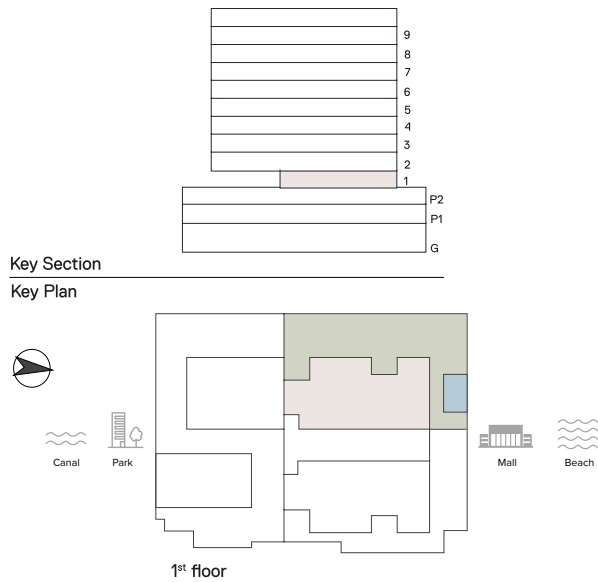 9
8
7
6
5
4
3
2
1
P2
P1
G
Key Section
Key Plan
Canal
Park
Mall
Beach
1st floor